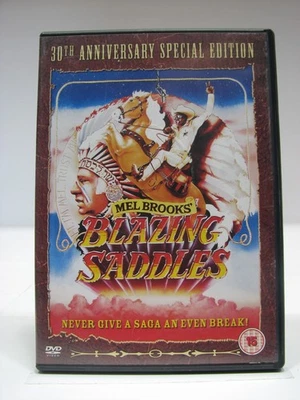 30TH ANNIVERSARY SPECIAL EDITION
MEL BROOKS'
BLAZING
SADDLES
NEVER GIVE A SAGA AN EVEN BREAK!
DVD
15